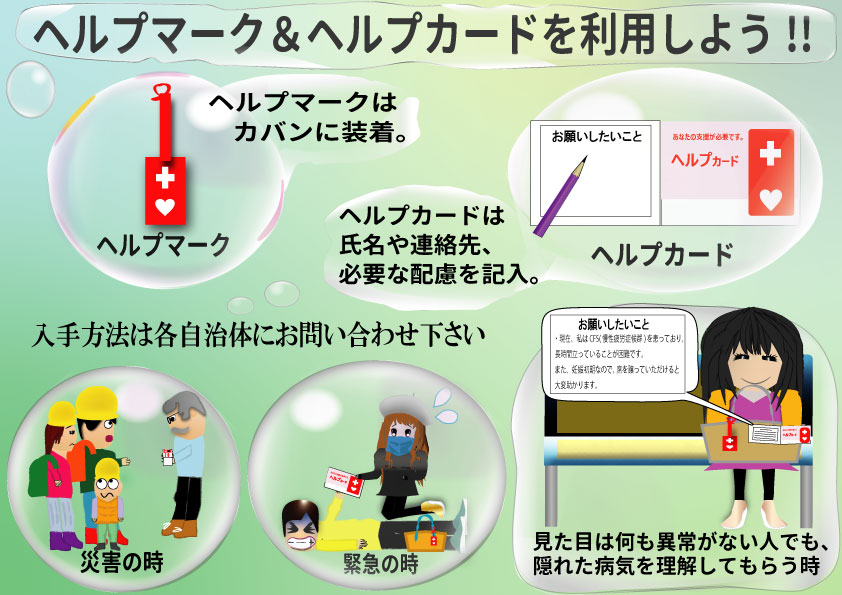 ヘルプマーク＆ヘルプカードを利用しよう!!
ヘルプマークは
カバンに装着。
ヘルプマーク
お願いしたいこと
あなたの支援が必要です。
ヘルプカード
ヘルプカード
ヘルプカードは
氏名や連絡先、
必要な配慮を記入。
入手方法は各自治体にお問い合わせ下さい
災害の時
緊急の時
お願いしたいこと
・現在、私はCFS(慢性疲労症候群)を患っており、
長時間立っていることが困難です。
また、妊娠初期なので、席を譲っていただけると
大変助かります。
ヘルプカード
見た目は何も異常がない人でも、
隠れた病気を理解してもらう時